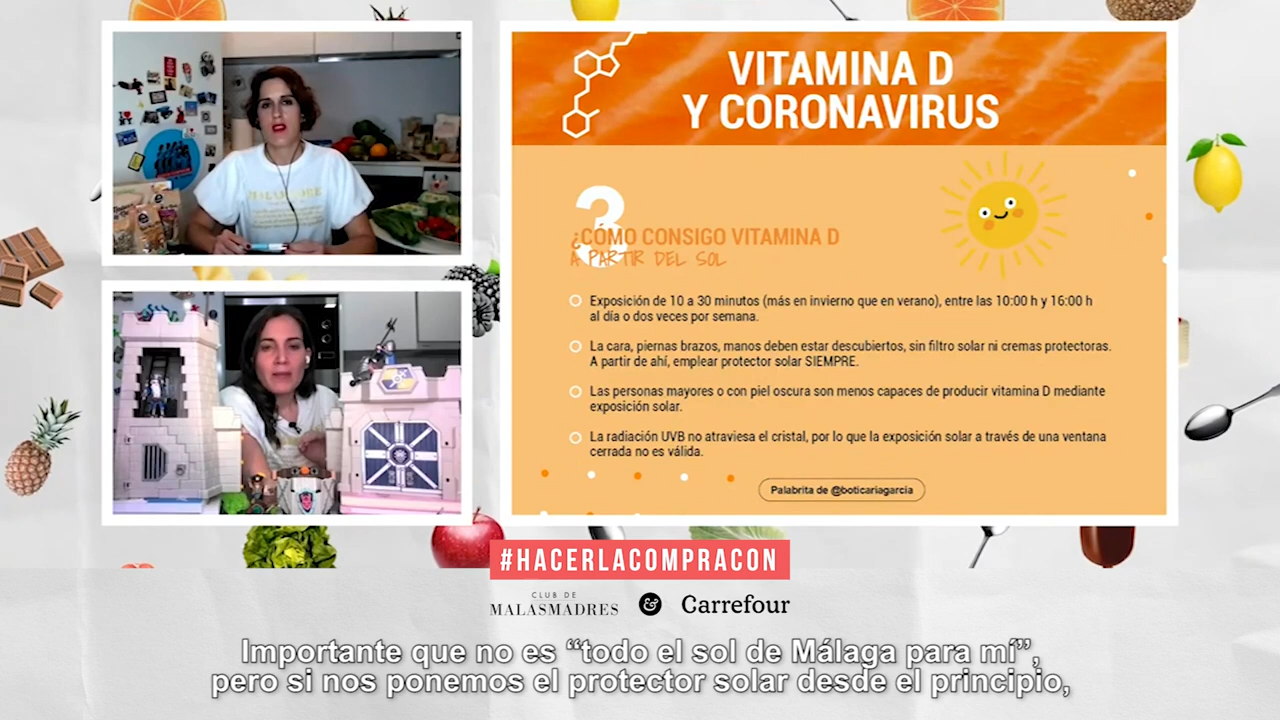 VITAMINA D
Y CORONAVIRUS
3
¿CÓMO CONSIGO VITAMINA D
A PARTIR DEL SOL
Exposición de 10 a 30 minutos (más en invierno que en verano), entre las 10:00 h y 16:00 h
al día o dos veces por semana.
La cara, piernas brazos, manos deben estar descubiertos, sin filtro solar ni cremas protectoras.
A partir de ahí, emplear protector solar SIEMPRE.
Las personas mayores o con piel oscura son menos capaces de producir vitamina D mediante
exposición solar.
La radiación UVB no atraviesa el cristal, por lo que la exposición solar a través de una ventana
cerrada no es válida.
Palabrita de @boticariagarcia
#HACERLACOMPRACON
CLUB DE
MALASMADRES & Carrefour
Importante que no es “todo el sol de Málaga para mí”,
pero si nos ponemos el protector solar desde el principio,